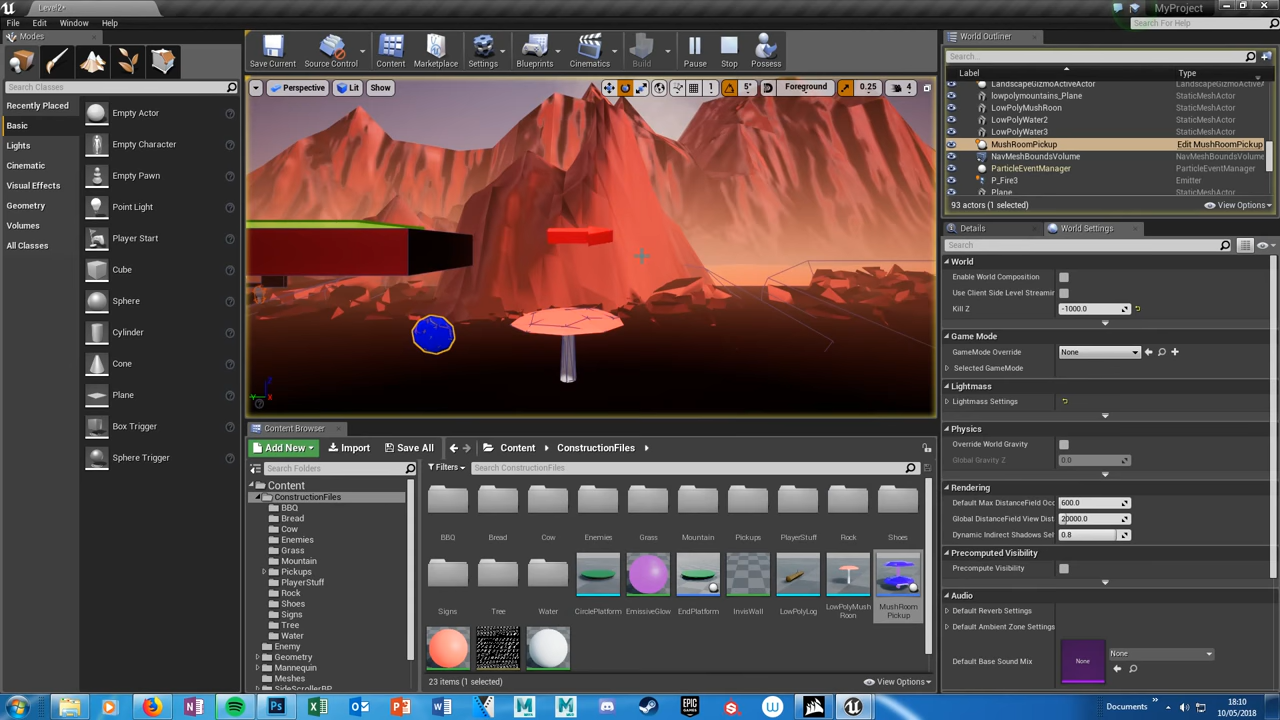 Level2*
MyProject
File Edit Window Help
Search For Help
Modes
Search Classes
Recently Placed
Basic
Lights
Cinematic
Visual Effects
Geometry
Volumes
All Classes
Empty Actor
Empty Character
Empty Pawn
Point Light
Player Start
Cube
Sphere
Cylinder
Cone
Plane
Box Trigger
Sphere Trigger
Save Current
Source Control
Content
Marketplace
Settings
Blueprints
Cinematics
Build
Pause
Stop
Possess
Perspective
Lit
Show
1
5°
Foreground
0.25
4
World Outliner
Search...
Label Type
LandscapeGizmoActiveActor LandscapeGizmoActiveA
lowpolymountains_Plane StaticMeshActor
LowPolyMushRoon StaticMeshActor
LowPolyWater2 StaticMeshActor
LowPolyWater3 StaticMeshActor
MushRoomPickup Edit MushRoomPickup
NavMeshBoundsVolume NavMeshBoundsVolume
ParticleEventManager ParticleEventManager
P_Fire3 Emitter
Plane StaticMeshActor
93 actors (1 selected)
View Options
Details
World Settings
Search
World
Enable World Composition
Use Client Side Level Streamin
Kill Z -1000.0
Game Mode
GameMode Override None
Selected GameMode
Lightmass
Lightmass Settings
Physics
Override World Gravity
Global Gravity Z 0.0
Rendering
Default Max DistanceField Occ 600.0
Global DistanceField View Dist 20000.0
Dynamic Indirect Shadows Sel 0.8
Precomputed Visibility
Precompute Visibility
Audio
Default Reverb Settings
Default Ambient Zone Settings
Default Base Sound Mix
None
None
Content Browser
Add New
Import
Save All
Content
ConstructionFiles
Search Folders
Filters
Search ConstructionFiles
Content
ConstructionFiles
BBQ
Bread
Cow
Enemies
Grass
Mountain
Pickups
PlayerStuff
Rock
Shoes
Signs
Tree
Water
Enemy
Geometry
Mannequin
Meshes
SideScrollerBP
BBQ
Bread
Cow
Enemies
Grass
Mountain
Pickups
PlayerStuff
Rock
Shoes
Signs
Tree
Water
CirclePlatform
EmissiveGlow
EndPlatform
InvisWall
LowPolyLog
LowPolyMush
Roon
MushRoom
Pickup
23 items (1 selected)
View Options
Documents
18:10
10/05/2018